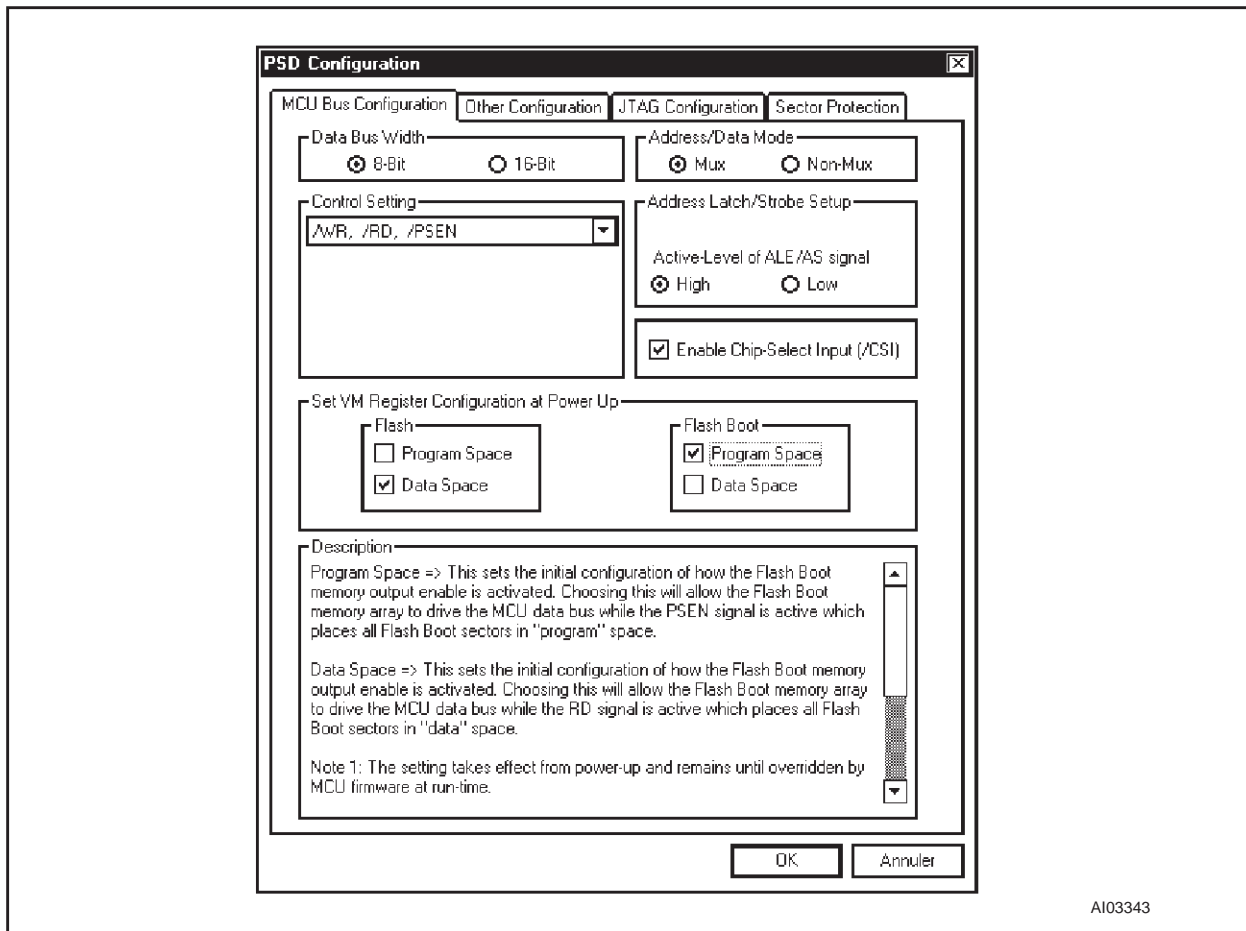 PSD Configuration
MCU Bus Configuration
Other Configuration
JTAG Configuration
Sector Protection
Data Bus Width
8-Bit
16-Bit
Address/Data Mode
Mux
Non-Mux
Control Setting
/WR, /RD, /PSEN
Address Latch/Strobe Setup
Active-Level of ALE/AS signal
High
Low
Enable Chip-Select Input (/CSI)
Set VM Register Configuration at Power Up
Flash
Program Space
Data Space
Flash Boot
Program Space
Data Space
Description
Program Space => This sets the initial configuration of how the Flash Boot
memory output enable is activated. Choosing this will allow the Flash Boot
memory array to drive the MCU data bus while the PSEN signal is active which
places all Flash Boot sectors in "program" space.
Data Space => This sets the initial configuration of how the Flash Boot memory
output enable is activated. Choosing this will allow the Flash Boot memory array
to drive the MCU data bus while the RD signal is active which places all Flash
Boot sectors in "data" space.
Note 1: The setting takes effect from power-up and remains until overridden by
MCU firmware at run-time.
OK
Annuler
AI03343